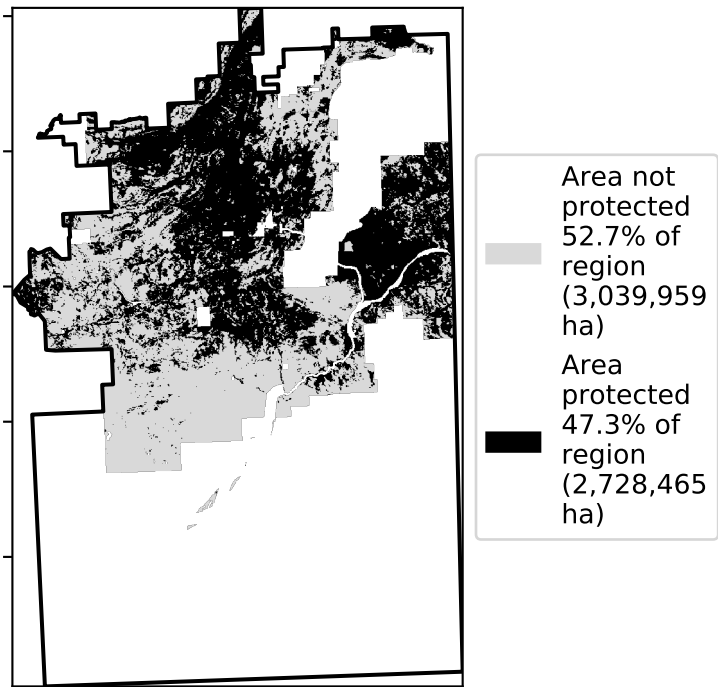 Area not
protected
52.7% of
region
(3,039,959
ha)
Area
protected
47.3% of
region
(2,728,465
ha)